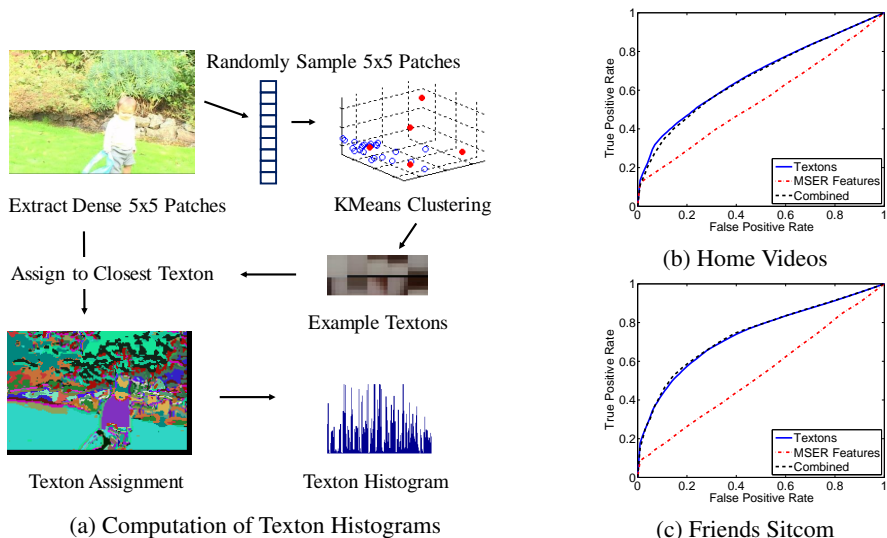 Randomly Sample 5x5 Patches
Extract Dense 5x5 Patches
KMeans Clustering
Assign to Closest Texton
Example Textons
Texton Assignment
Texton Histogram
(a) Computation of Texton Histograms
True Positive Rate
1
0.8
0.6
0.4
0.2
0
0
0.2
0.4
0.6
0.8
1
False Positive Rate
Textons
MSER Features
Combined
(b) Home Videos
True Positive Rate
1
0.8
0.6
0.4
0.2
0
0
0.2
0.4
0.6
0.8
1
False Positive Rate
Textons
MSER Features
Combined
(c) Friends Sitcom